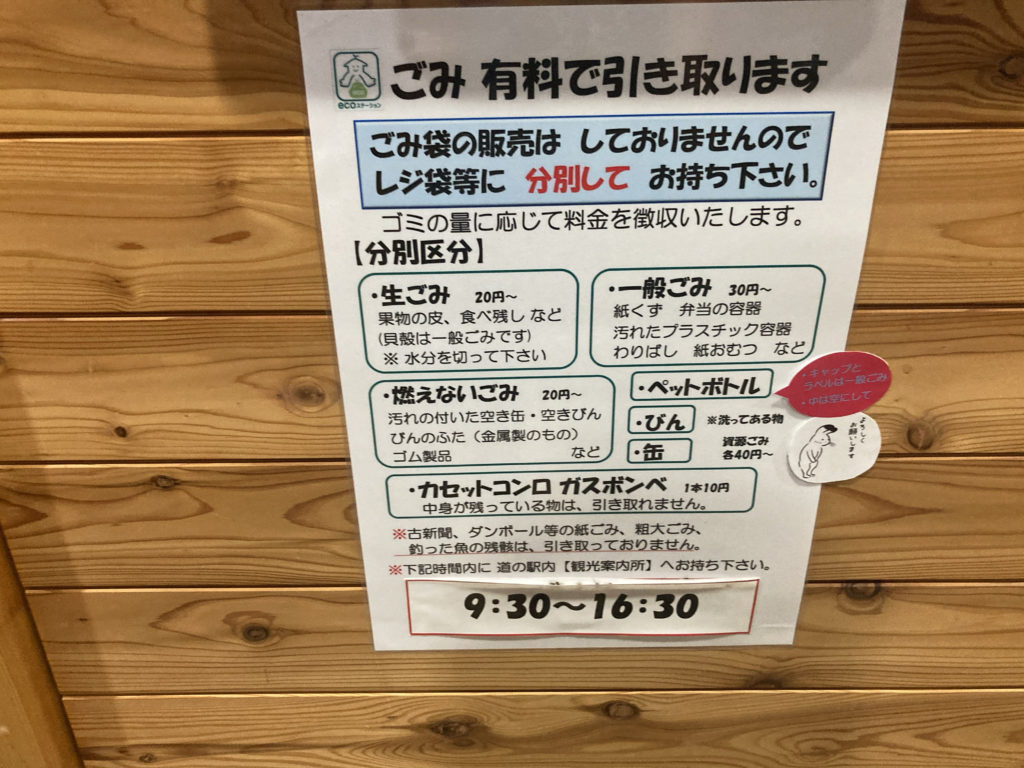 ecoステーション
ごみ 有料で引き取ります
ごみ袋の販売は しておりませんので
レジ袋等に 分別して お持ち下さい。
ゴミの量に応じて料金を徴収いたします。
【分別区分】
・生ごみ 20円～
果物の皮、食べ残し など
(貝殻は一般ごみです)
※ 水分を切って下さい
・一般ごみ 30円～
紙くず 弁当の容器
汚れたプラスチック容器
わりばし 紙おむつ など
・燃えないごみ 20円～
汚れの付いた空き缶・空きびん
びんのふた（金属製のもの）
ゴム製品 など
・ペットボトル
・びん
・缶
※洗ってある物
資源ごみ
各40円～
・キャップと
ラベルは一般ごみ
・中は空にして
よろしく
お願いします
・カセットコンロ ガスボンベ 1本10円
中身が残っている物は、引き取れません。
※古新聞、ダンボール等の紙ごみ、粗大ごみ、
釣った魚の残骸は、引き取っておりません。
※下記時間内に 道の駅内【観光案内所】へお持ち下さい。
9:30～16:30